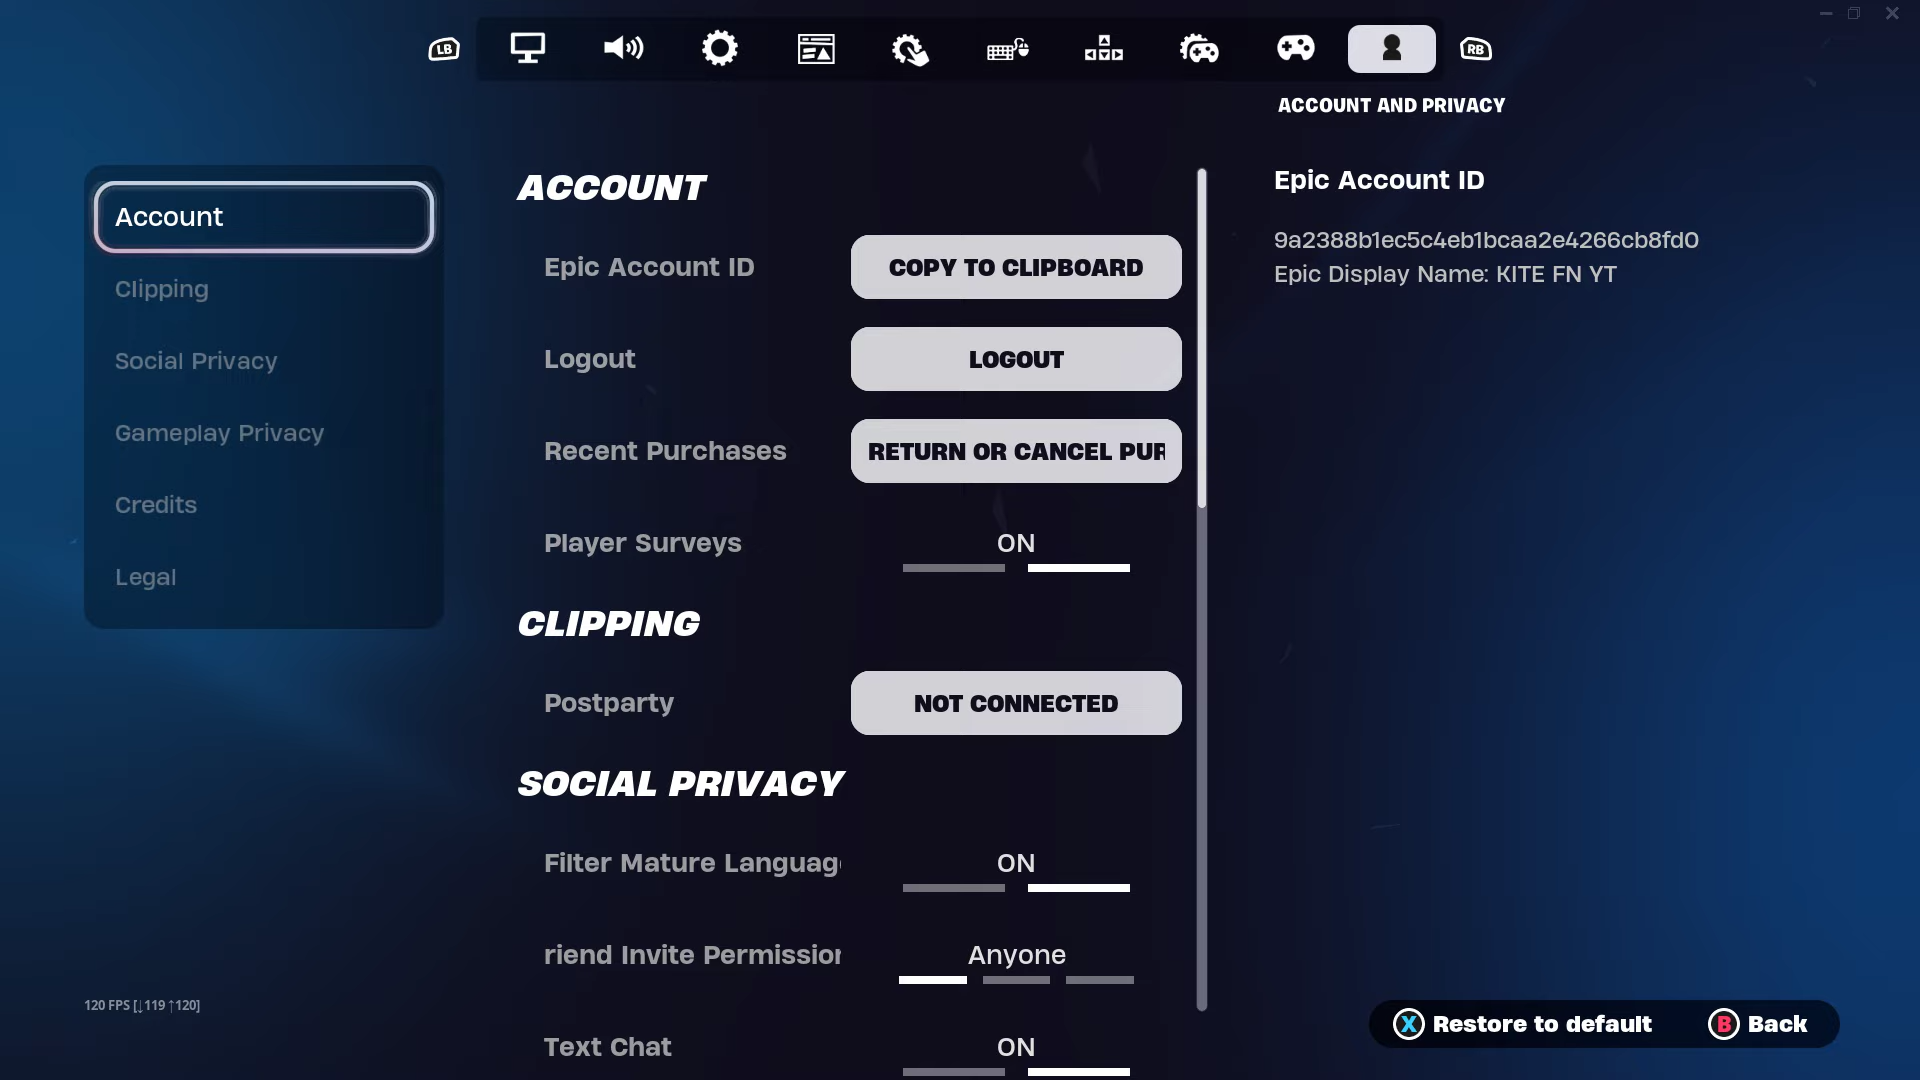 LB
RB
ACCOUNT AND PRIVACY
Account
Clipping
Social Privacy
Gameplay Privacy
Credits
Legal
ACCOUNT
Epic Account ID
COPY TO CLIPBOARD
Logout
LOGOUT
Recent Purchases
RETURN OR CANCEL PUR
Player Surveys
ON
CLIPPING
Postparty
NOT CONNECTED
SOCIAL PRIVACY
Filter Mature Language
ON
riend Invite Permission
Anyone
Text Chat
ON
Epic Account ID
9a2388b1ec5c4eb1bcaa2e4266cb8fd0
Epic Display Name: KITE FN YT
120 FPS [↓119 ↑120]
X Restore to default
B Back